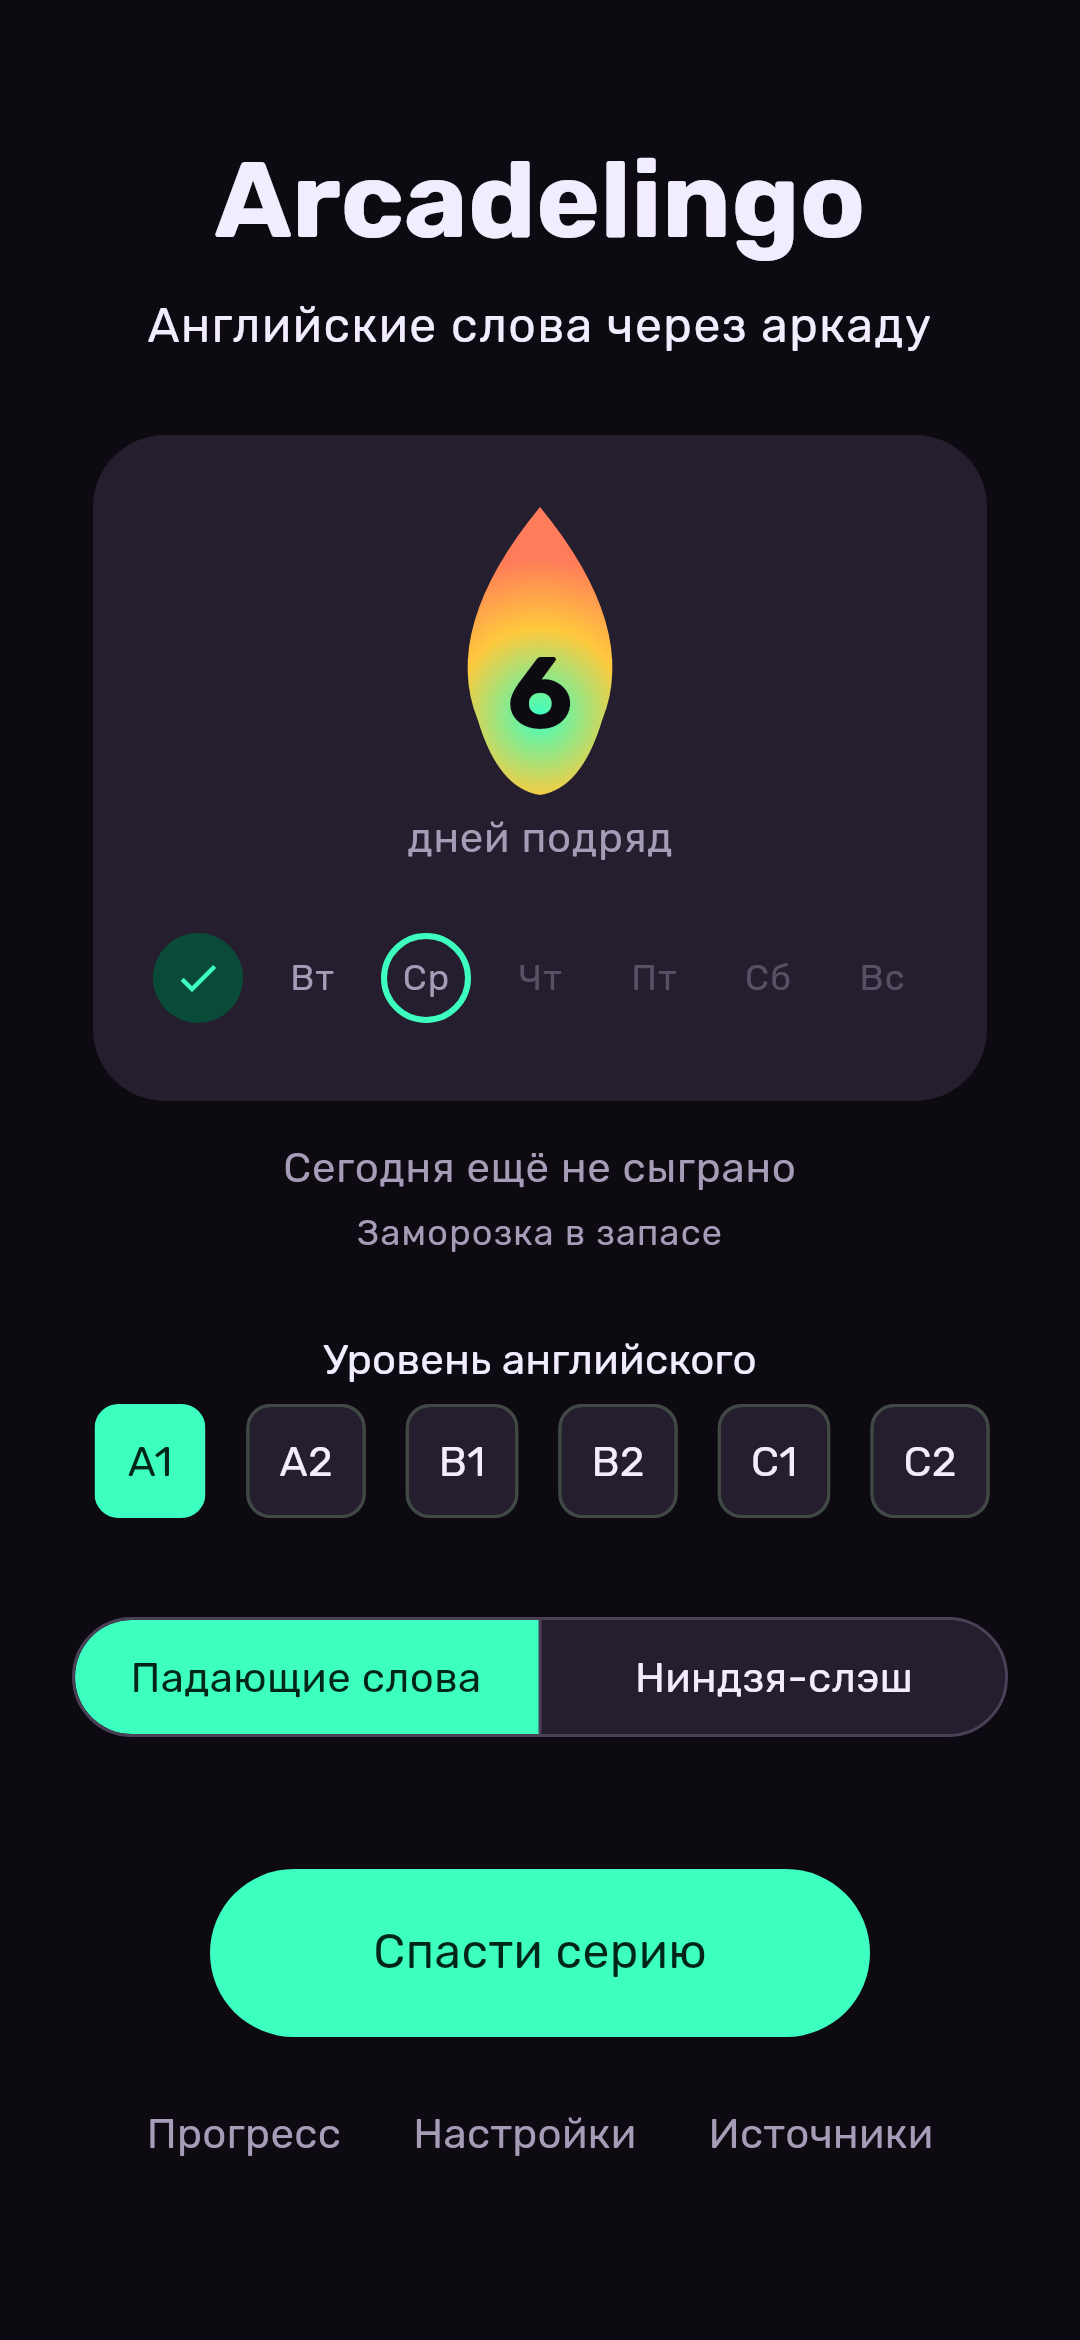 Arcadelingo
Английские слова через аркаду
6
дней подряд
Вт Ср Чт Пт Сб Вс
Сегодня ещё не сыграно
Заморозка в запасе
Уровень английского
A1 A2 B1 B2 C1 C2
Падающие слова Ниндзя-слэш
Спасти серию
Прогресс Настройки Источники